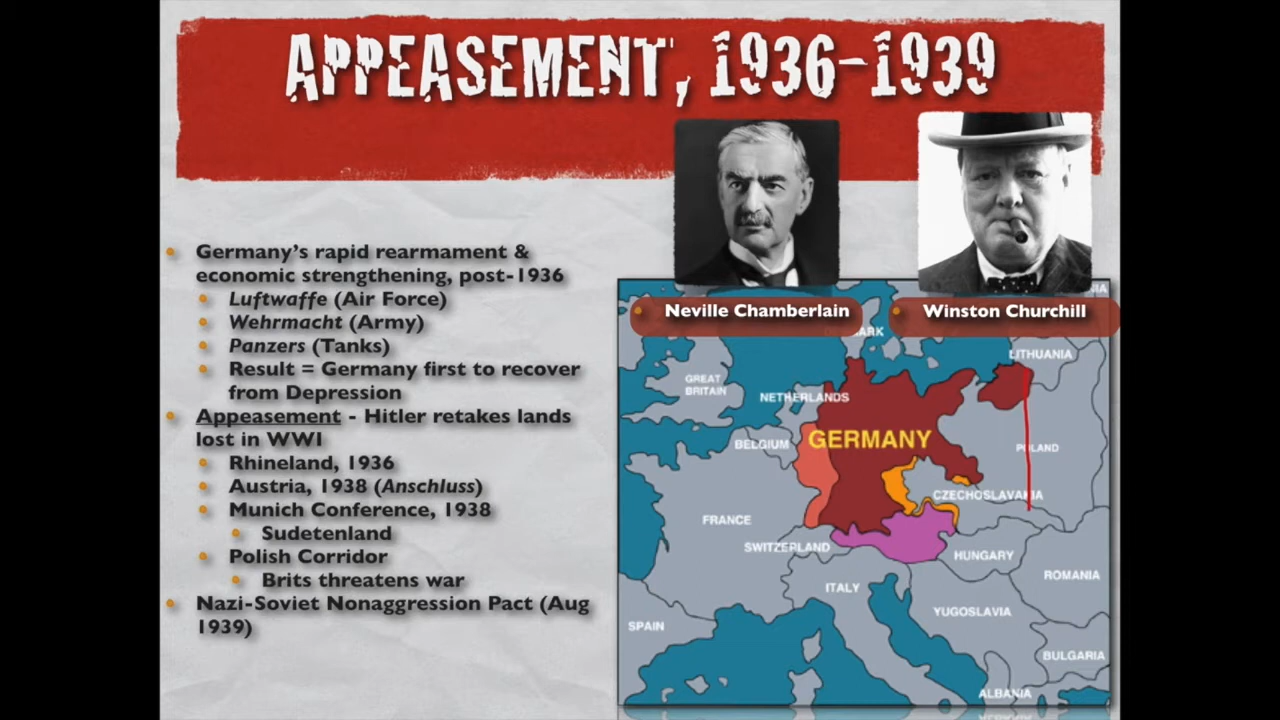 APPEASEMENT, 1936-1939
Germany's rapid rearmament &
economic strengthening, post-1936
Luftwaffe (Air Force)
Wehrmacht (Army)
Panzers (Tanks)
Result = Germany first to recover
from Depression
Appeasement - Hitler retakes lands
lost in WWI
Rhineland, 1936
Austria, 1938 (Anschluss)
Munich Conference, 1938
Sudetenland
Polish Corridor
Brits threatens war
Nazi-Soviet Nonaggression Pact (Aug
1939)
Neville Chamberlain
Winston Churchill
LITHUANIA
GREAT
BRITAIN
NETHERLANDS
GERMANY
BELGIUM
POLAND
CZECHOSLOVAKIA
FRANCE
SWITZERLAND
HUNGARY
ROMANIA
ITALY
YUGOSLAVIA
SPAIN
BULGARIA
ALBANIA